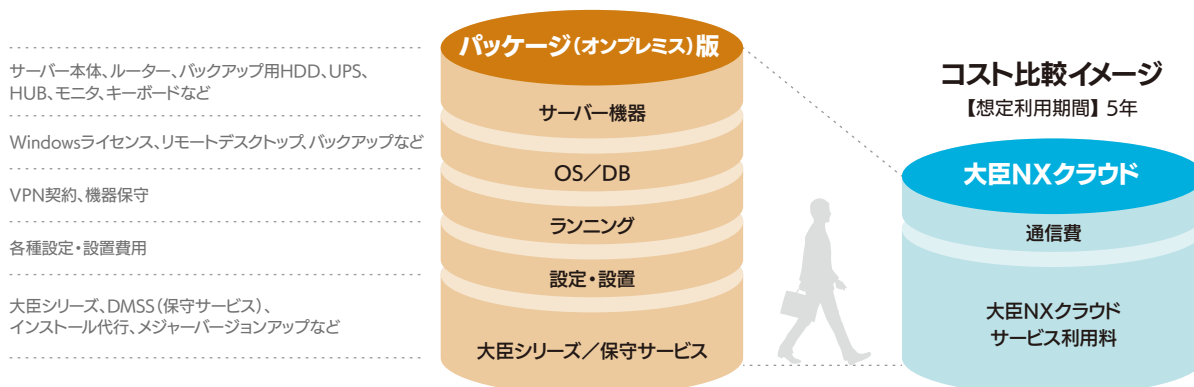 パッケージ(オンプレミス)版
サーバー本体、ルーター、バックアップ用HDD、UPS、
HUB、モニタ、キーボードなど
サーバー機器
Windowsライセンス、リモートデスクトップ、バックアップなど
OS／DB
VPN契約、機器保守
ランニング
各種設定・設置費用
設定・設置
大臣シリーズ、DMSS(保守サービス)、
インストール代行、メジャーバージョンアップなど
大臣シリーズ／保守サービス
コスト比較イメージ
【想定利用期間】5年
大臣NXクラウド
通信費
大臣NXクラウド
サービス利用料